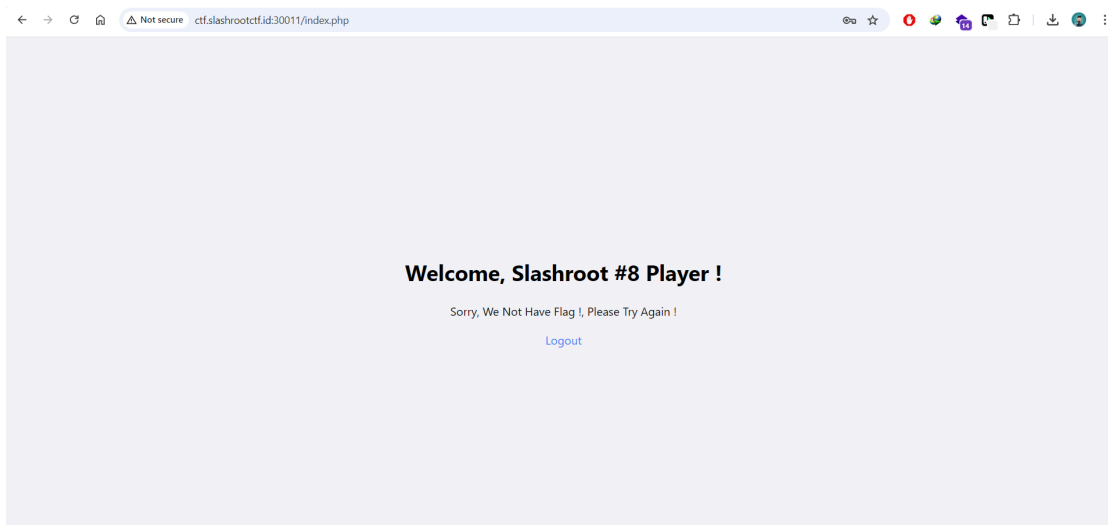 Not secure
ctf.slashrootctf.id:30011/index.php
14
Welcome, Slashroot #8 Player !
Sorry, We Not Have Flag !, Please Try Again !
Logout